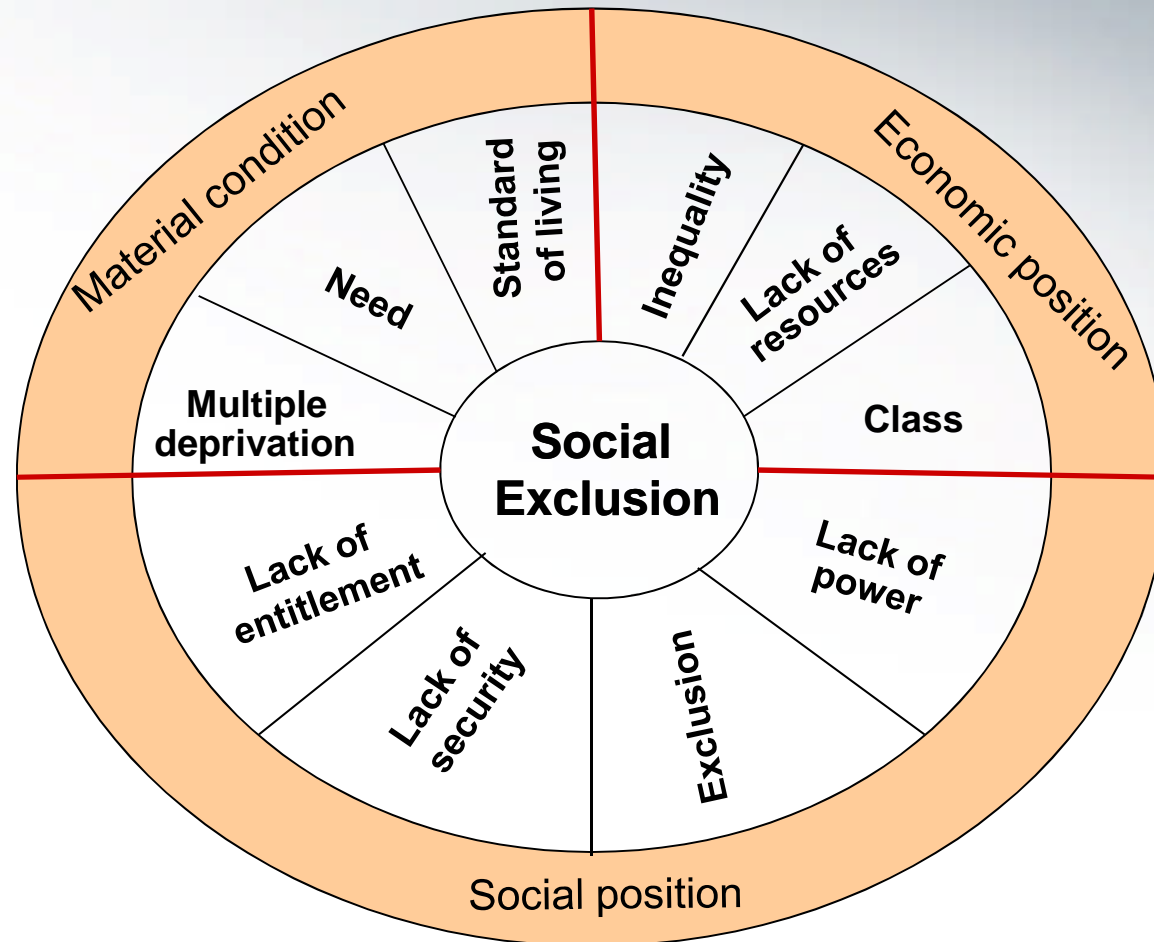 Material condition
Economic position
Standard
of living
Inequality
Need
Lack of
resources
Multiple
deprivation
Social
Exclusion
Class
Lack of
entitlement
Lack of
power
Lack of
security
Exclusion
Social position